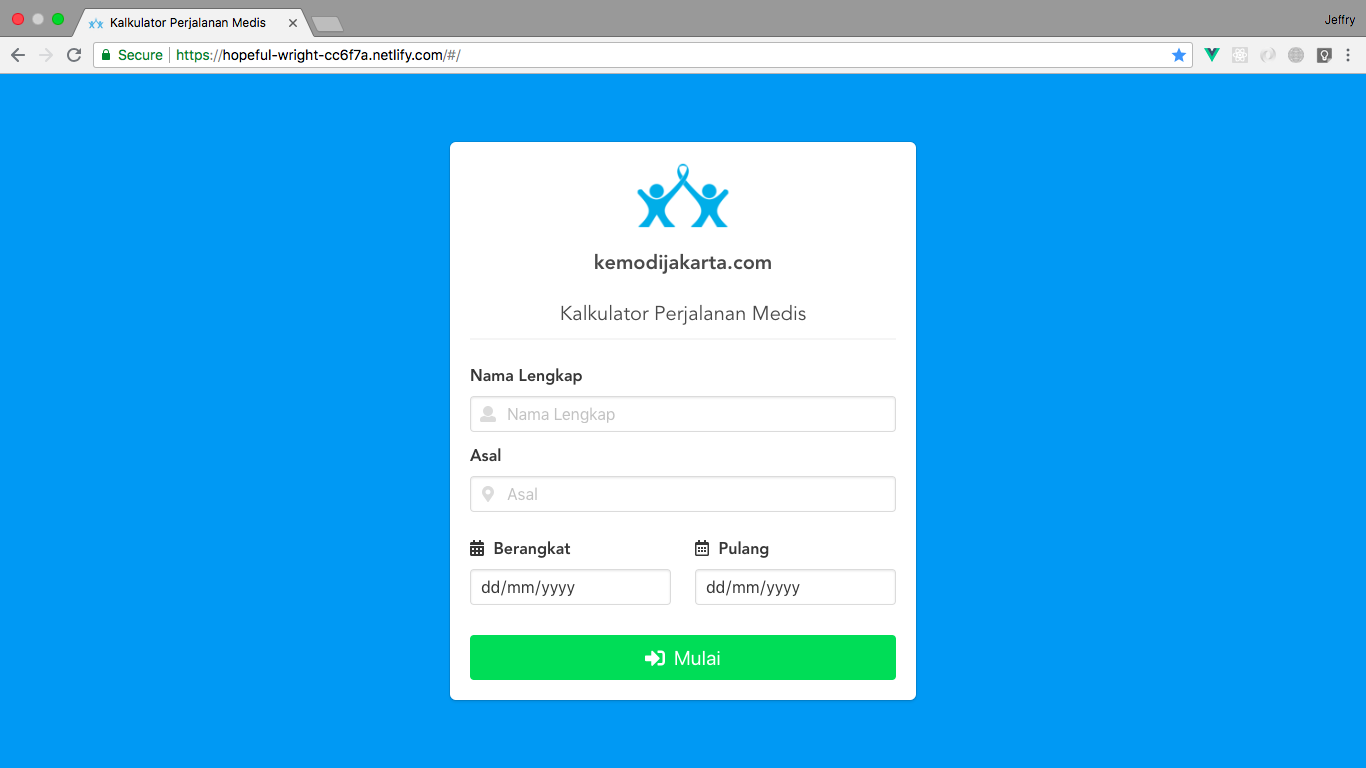 Kalkulator Perjalanan Medis
Jeffry
Secure https://hopeful-wright-cc6f7a.netlify.com/#/
kemodijakarta.com
Kalkulator Perjalanan Medis
Nama Lengkap
Nama Lengkap
Asal
Asal
Berangkat Pulang
dd/mm/yyyy dd/mm/yyyy
Mulai